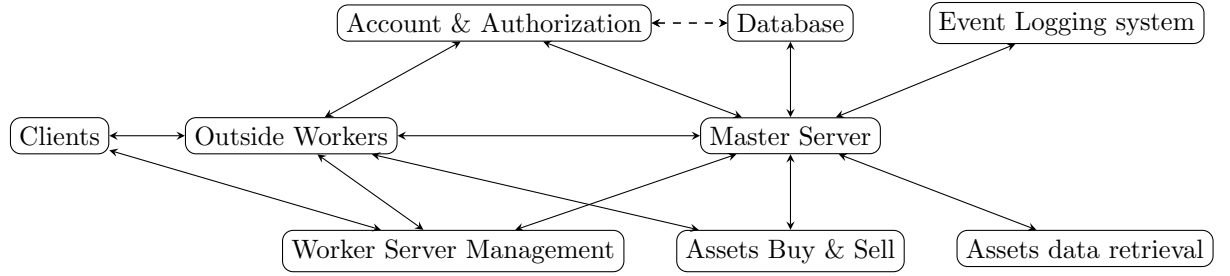 Account & Authorization
Database
Event Logging system
Clients
Outside Workers
Master Server
Worker Server Management
Assets Buy & Sell
Assets data retrieval